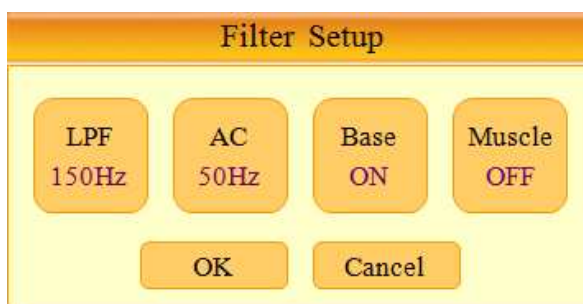 Filter Setup
LPF
150Hz
AC
50Hz
Base
ON
Muscle
OFF
OK
Cancel